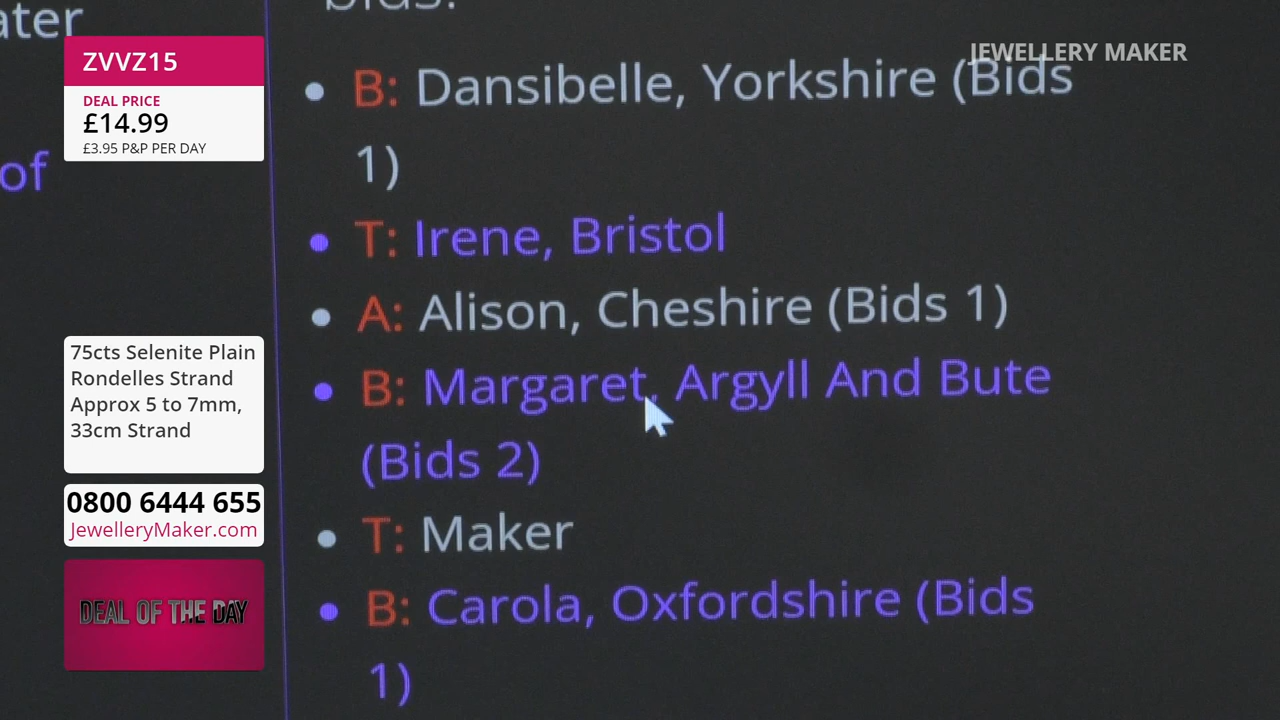 ater
of
ZVVZ15
DEAL PRICE
£14.99
£3.95 P&P PER DAY
75cts Selenite Plain
Rondelles Strand
Approx 5 to 7mm,
33cm Strand
0800 6444 655
JewelleryMaker.com
DEAL OF THE DAY
JEWELLERY MAKER
bids:
• B: Dansibelle, Yorkshire (Bids
1)
• T: Irene, Bristol
• A: Alison, Cheshire (Bids 1)
• B: Margaret, Argyll And Bute
(Bids 2)
• T: Maker
• B: Carola, Oxfordshire (Bids
1)